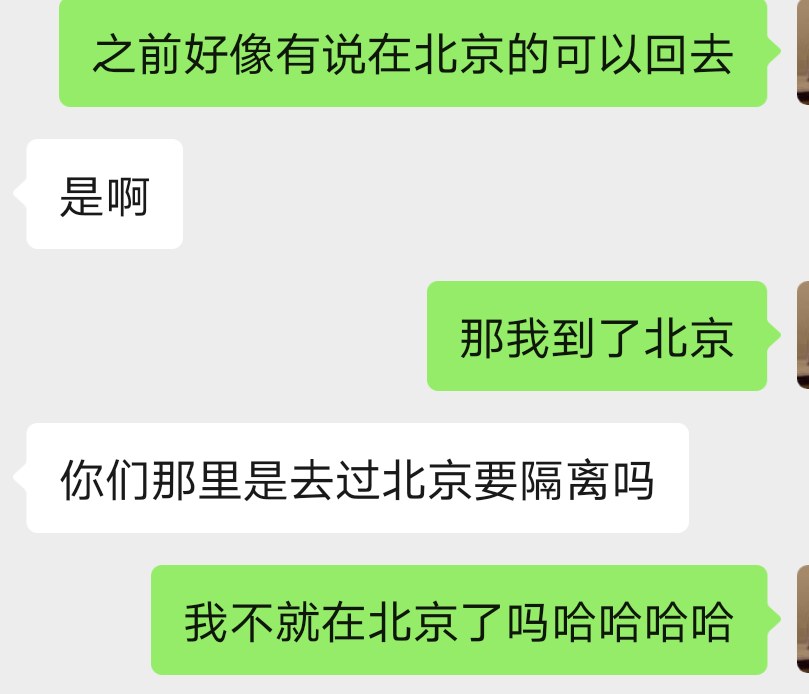 之前好像有说在北京的可以回去
是啊
那我到了北京
你们那里是去过北京要隔离吗
我不就在北京了吗哈哈哈哈